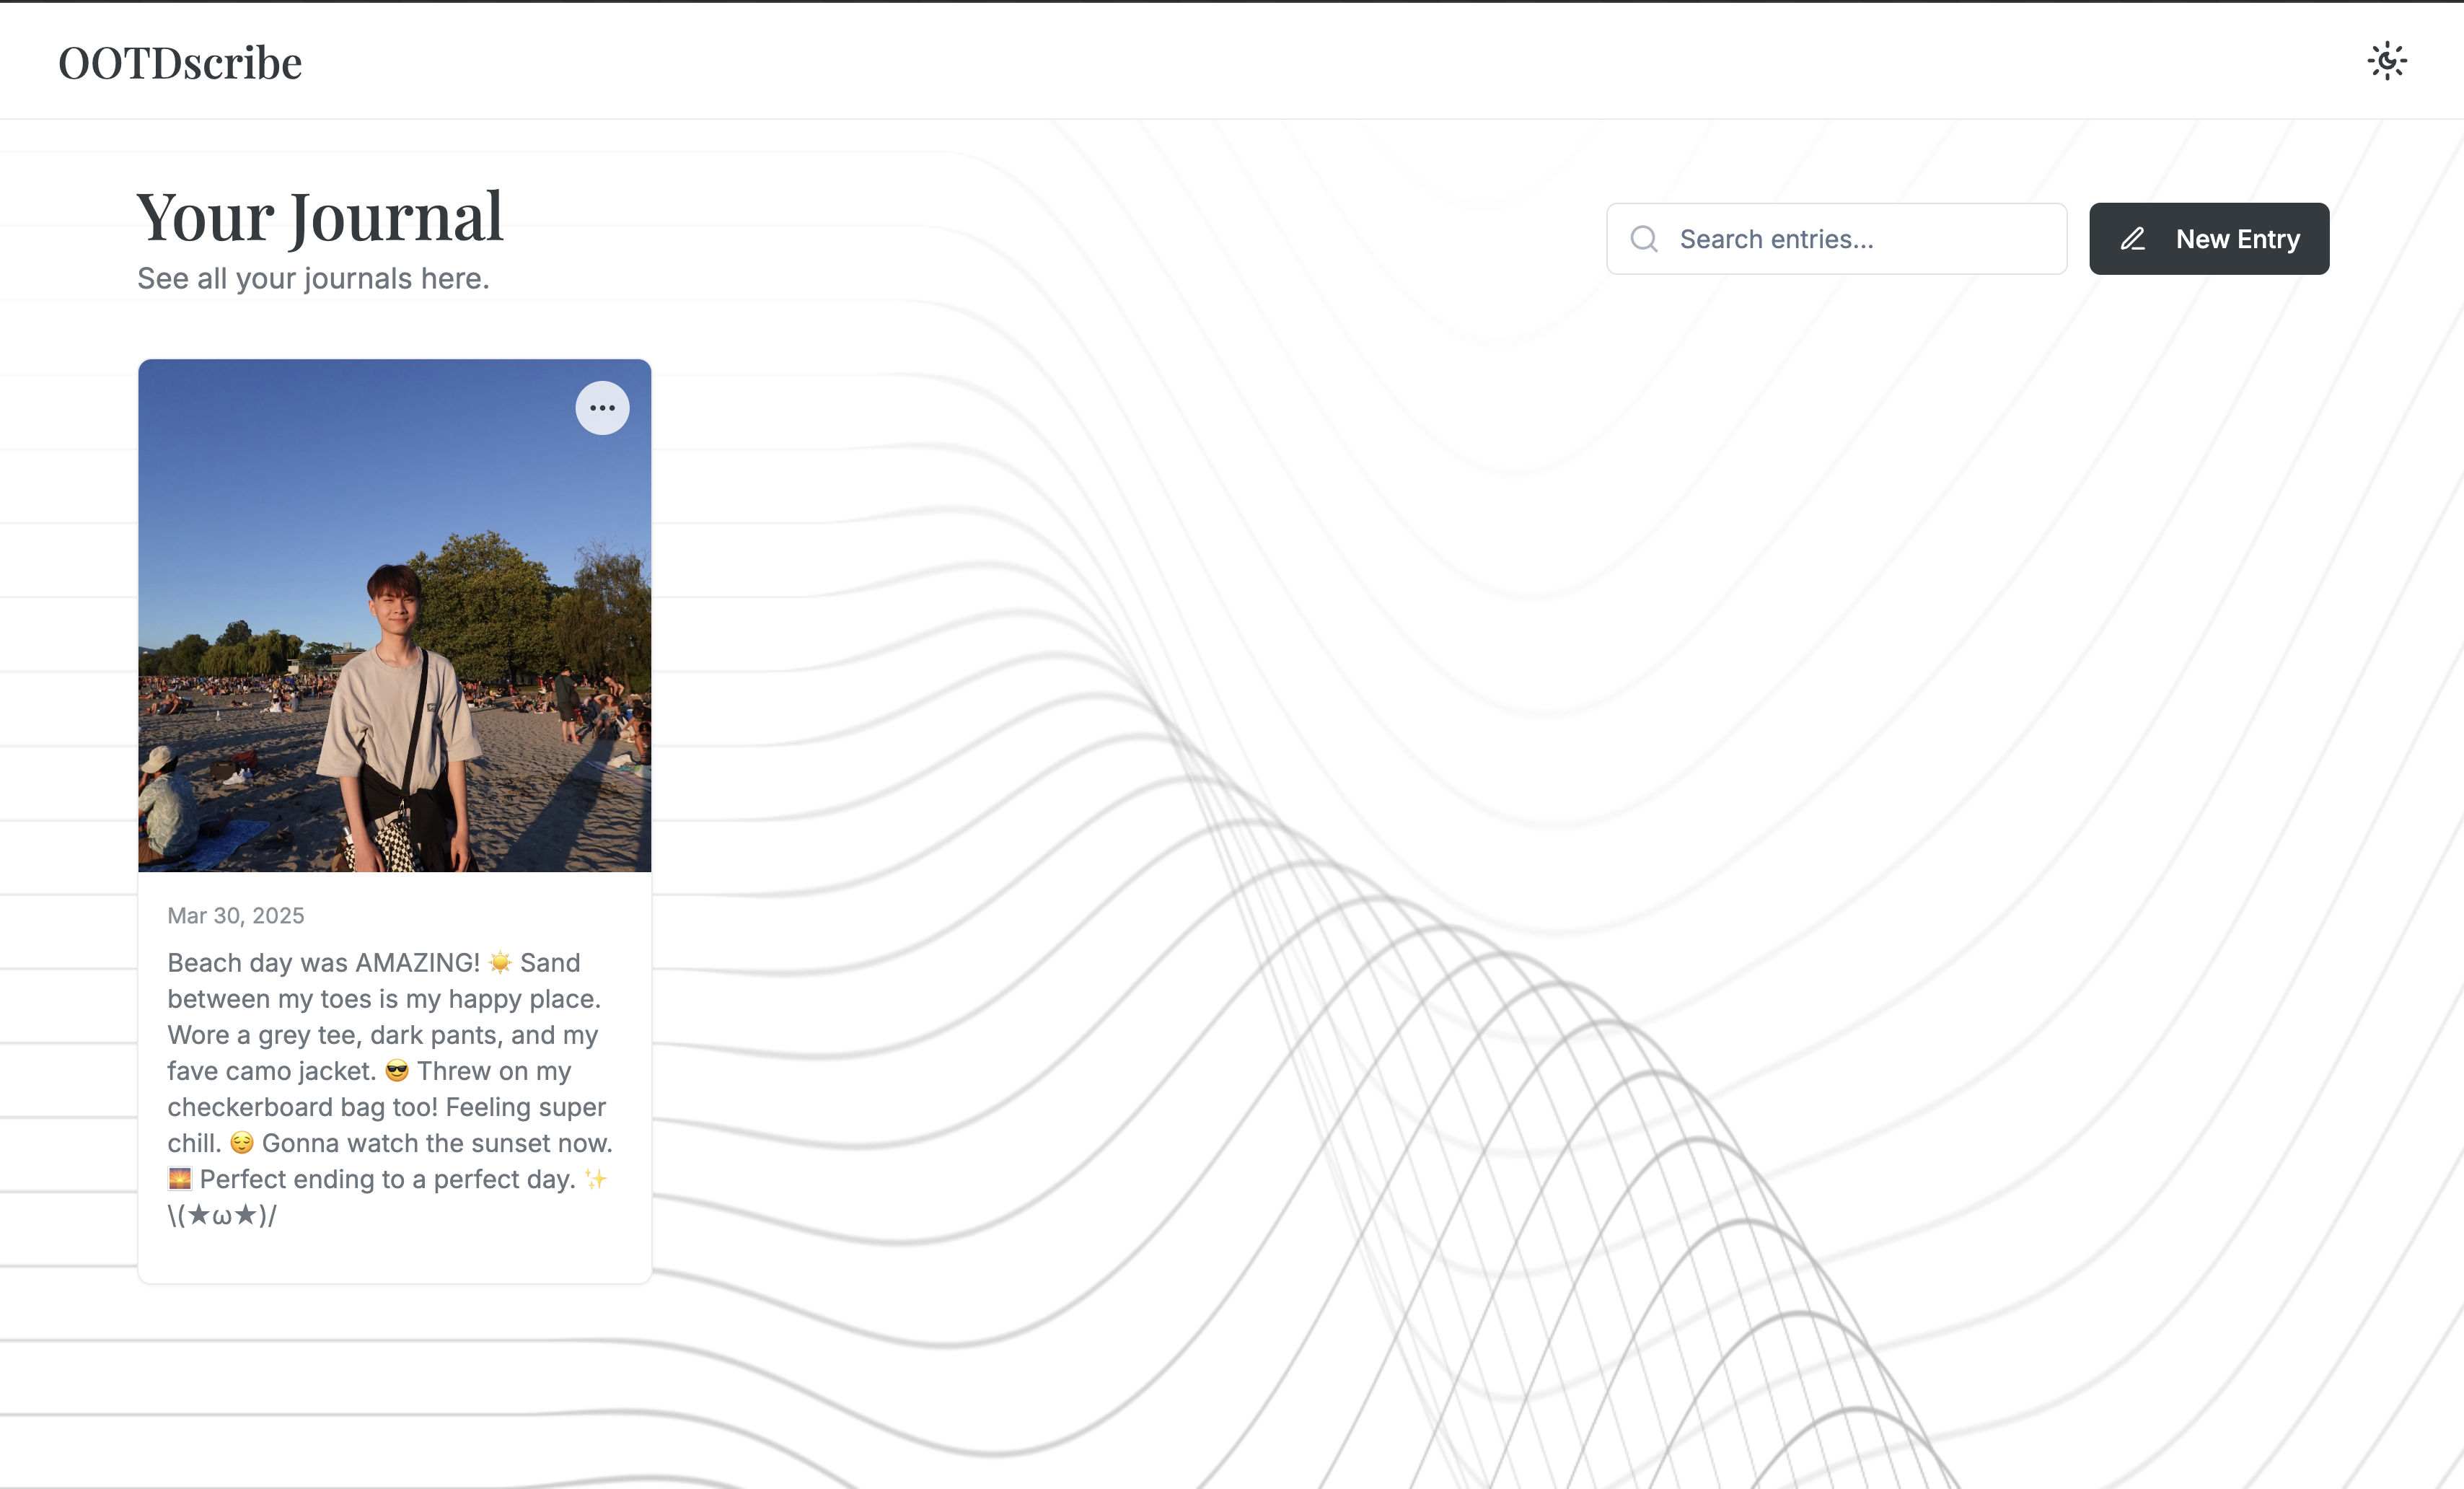 OOTDscribe
Your Journal
See all your journals here.
Search entries...
New Entry
Mar 30, 2025
Beach day was AMAZING! ☀️ Sand
between my toes is my happy place.
Wore a grey tee, dark pants, and my
fave camo jacket. 😎 Threw on my
checkerboard bag too! Feeling super
chill. 😌 Gonna watch the sunset now.
🌅 Perfect ending to a perfect day. ✨
\(★ω★)/